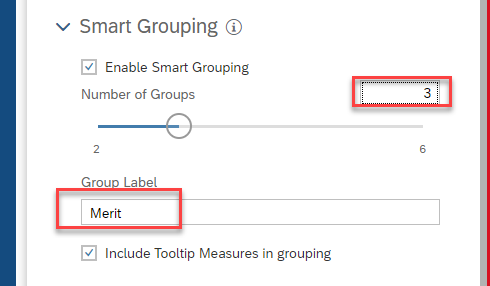 Smart Grouping
Enable Smart Grouping
Number of Groups
3
2
6
Group Label
Merit
Include Tooltip Measures in grouping